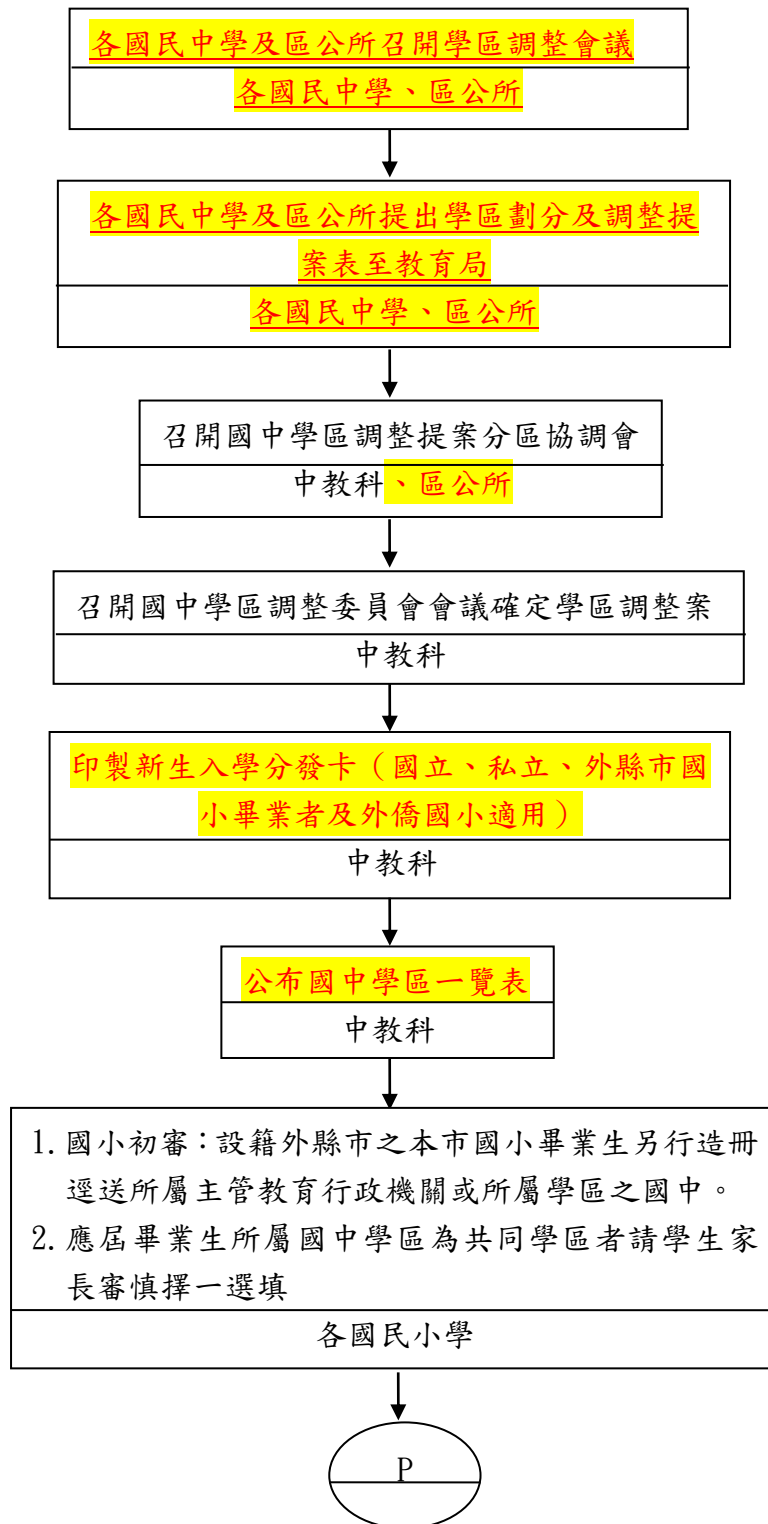 各國民中學及區公所召開學區調整會議
各國民中學、區公所
各國民中學及區公所提出學區劃分及調整提
案表至教育局
各國民中學、區公所
召開國中學區調整提案分區協調會
中教科、區公所
召開國中學區調整委員會會議確定學區調整案
中教科
印製新生入學分發卡（國立、私立、外縣市國
小畢業者及外僑國小適用）
中教科
公布國中學區一覽表
中教科
1. 國小初審：設籍外縣市之本市國小畢業生另行造冊
逕送所屬主管教育行政機關或所屬學區之國中。
2. 應屆畢業生所屬國中學區為共同學區者請學生家
長審慎擇一選填
各國民小學
P